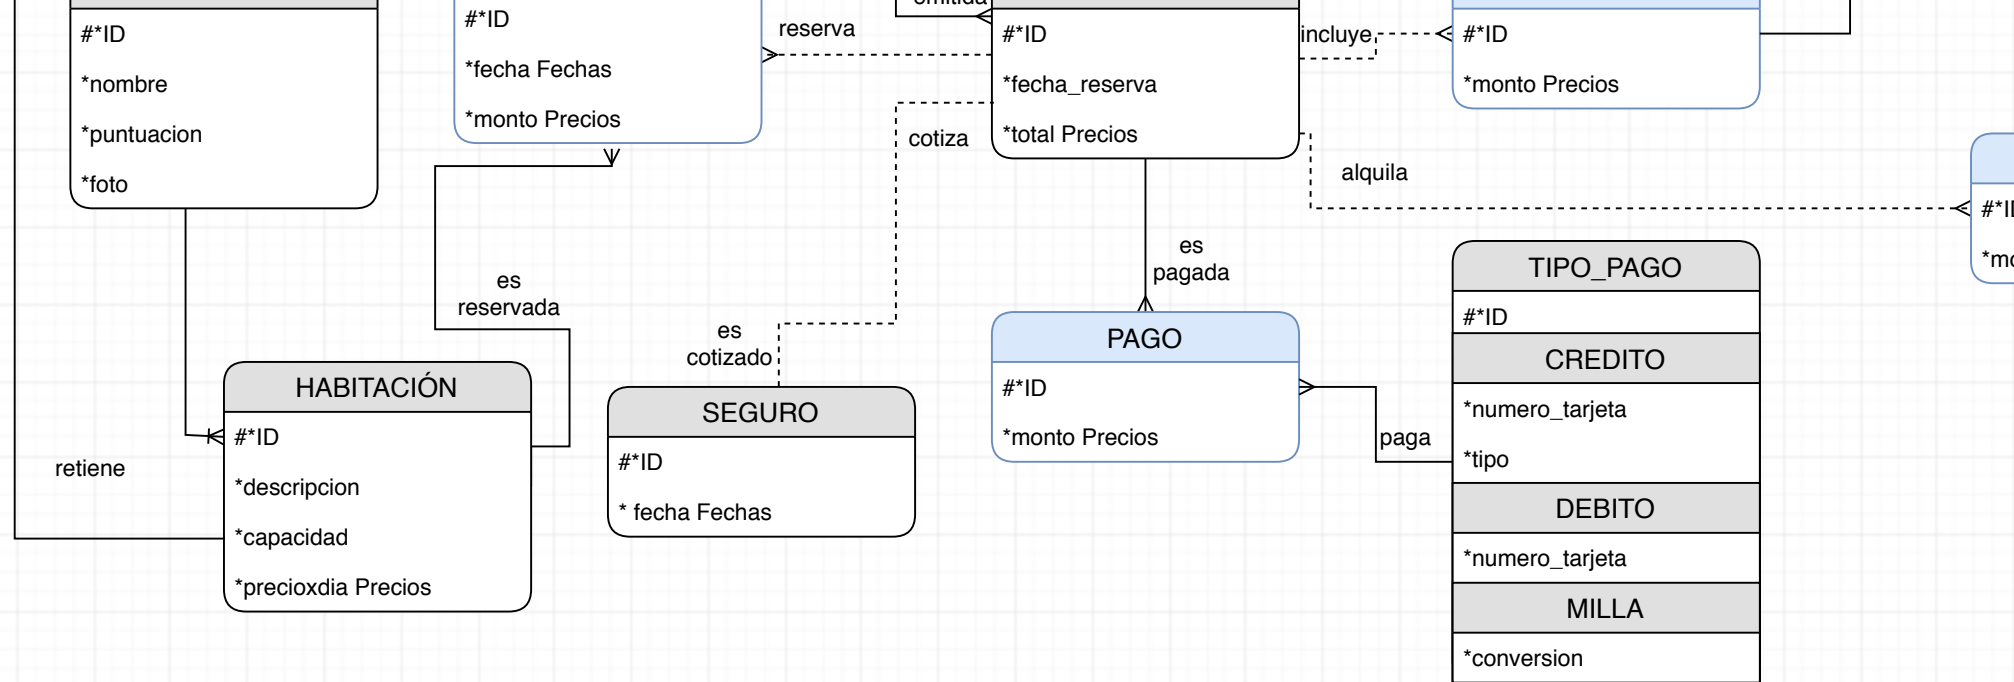 #*ID
*nombre
*puntuacion
*foto
#*ID
*fecha Fechas
*monto Precios
reserva
emitida
#*ID
*fecha_reserva
*total Precios
incluye
#*ID
*monto Precios
cotiza
alquila
#*ID
es
pagada
es
reservada
es
cotizado
retiene
HABITACIÓN
#*ID
*descripcion
*capacidad
*precioxdia Precios
SEGURO
#*ID
* fecha Fechas
PAGO
#*ID
*monto Precios
paga
TIPO_PAGO
#*ID
CREDITO
*numero_tarjeta
*tipo
DEBITO
*numero_tarjeta
MILLA
*conversion